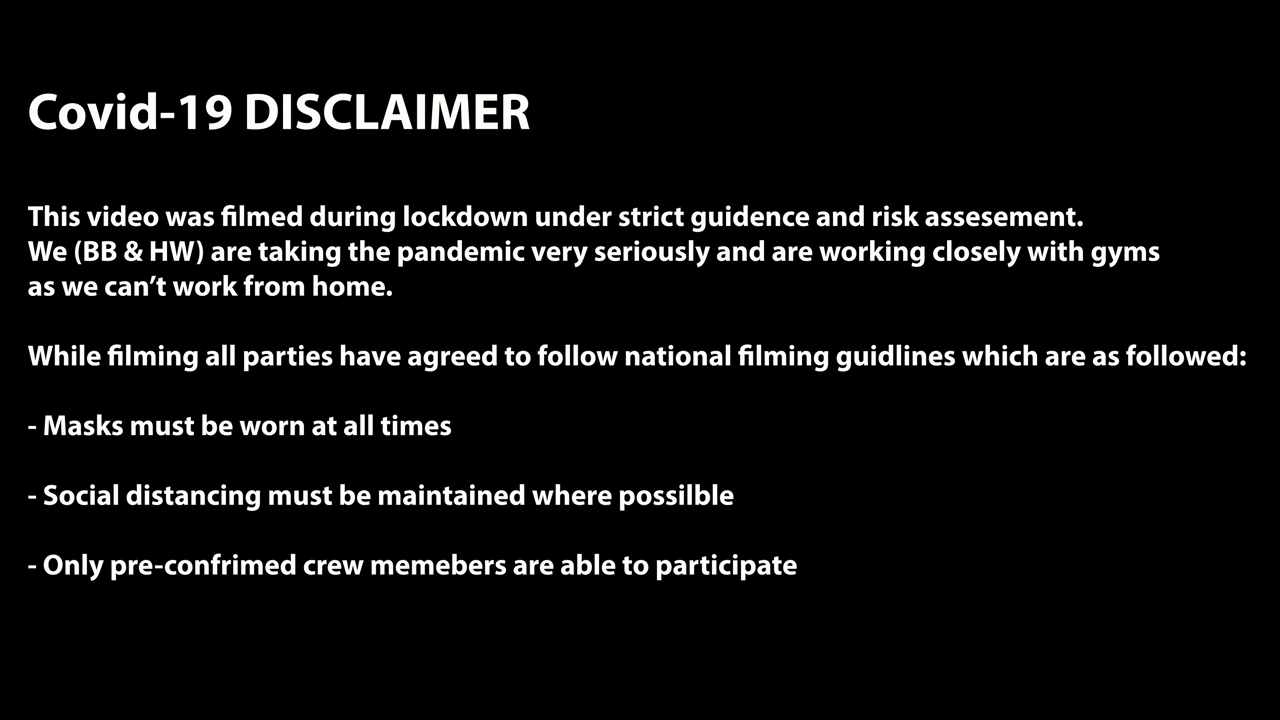 Covid-19 DISCLAIMER
This video was filmed during lockdown under strict guidence and risk assesement.
We (BB & HW) are taking the pandemic very seriously and are working closely with gyms
as we can’t work from home.
While filming all parties have agreed to follow national filming guidlines which are as followed:
- Masks must be worn at all times
- Social distancing must be maintained where possilble
- Only pre-confrimed crew memebers are able to participate